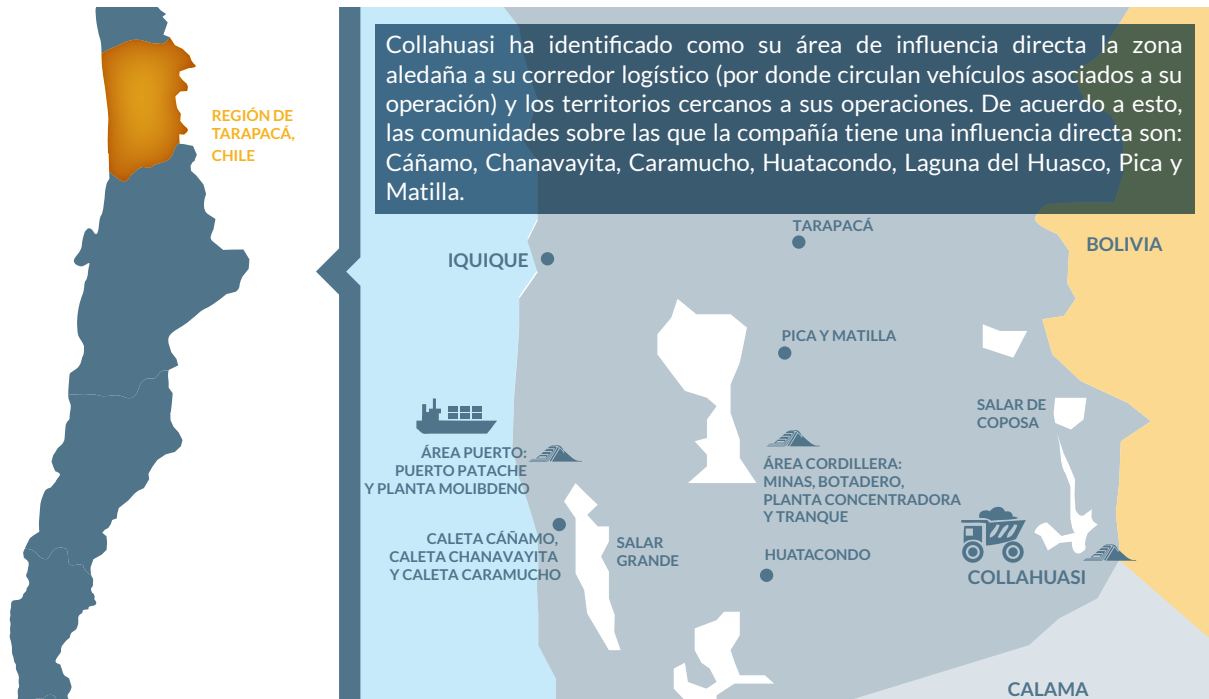 REGIÓN DE
TARAPACÁ,
CHILE
Collahuasi ha identificado como su área de influencia directa la zona
aledaña a su corredor logístico (por donde circulan vehículos asociados a su
operación) y los territorios cercanos a sus operaciones. De acuerdo a esto,
las comunidades sobre las que la compañía tiene una influencia directa son:
Cáñamo, Chanavayita, Caramucho, Huatacondo, Laguna del Huasco, Pica y
Matilla.
TARAPACÁ
BOLIVIA
IQUIQUE
PICA Y MATILLA
SALAR DE
COPOSA
ÁREA PUERTO:
PUERTO PATACHE
Y PLANTA MOLIBDENO
ÁREA CORDILLERA:
MINAS, BOTADERO,
PLANTA CONCENTRADORA
Y TRANQUE
CALETA CÁÑAMO,
CALETA CHANAVAYITA
Y CALETA CARAMUCHO
SALAR
GRANDE
HUATACONDO
COLLAHUASI
CALAMA